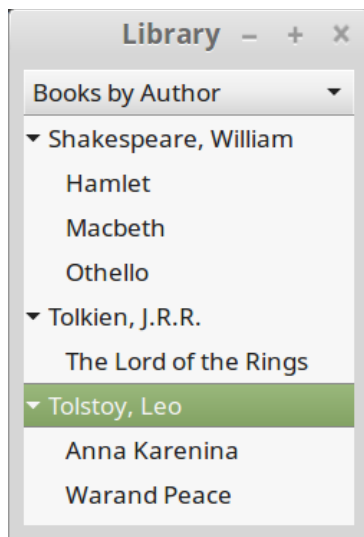 Library
Books by Author
Shakespeare, William
Hamlet
Macbeth
Othello
Tolkien, J.R.R.
The Lord of the Rings
Tolstoy, Leo
Anna Karenina
Warand Peace